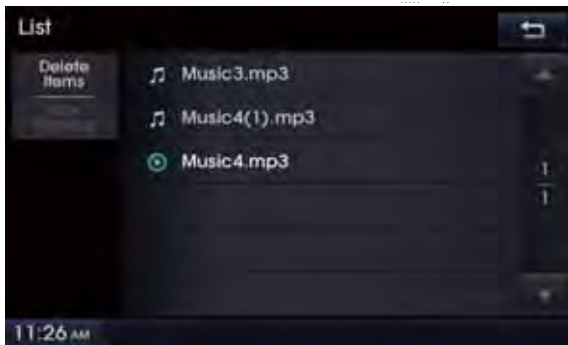 List
Delete
Items
Music3.mp3
Music4(1).mp3
Music4.mp3
1
1
11:26 AM